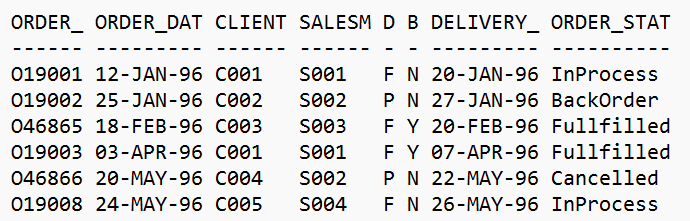 ORDER_ ORDER_DAT CLIENT SALESM D B DELIVERY_ ORDER_STAT
------ --------- ------ ------ - - --------- ----------
O19001 12-JAN-96 C001   S001   F N 20-JAN-96 InProcess
O19002 25-JAN-96 C002   S002   P N 27-JAN-96 BackOrder
O46865 18-FEB-96 C003   S003   F Y 20-FEB-96 Fullfilled
O19003 03-APR-96 C001   S001   F Y 07-APR-96 Fullfilled
O46866 20-MAY-96 C004   S002   P N 22-MAY-96 Cancelled
O19008 24-MAY-96 C005   S004   F N 26-MAY-96 InProcess